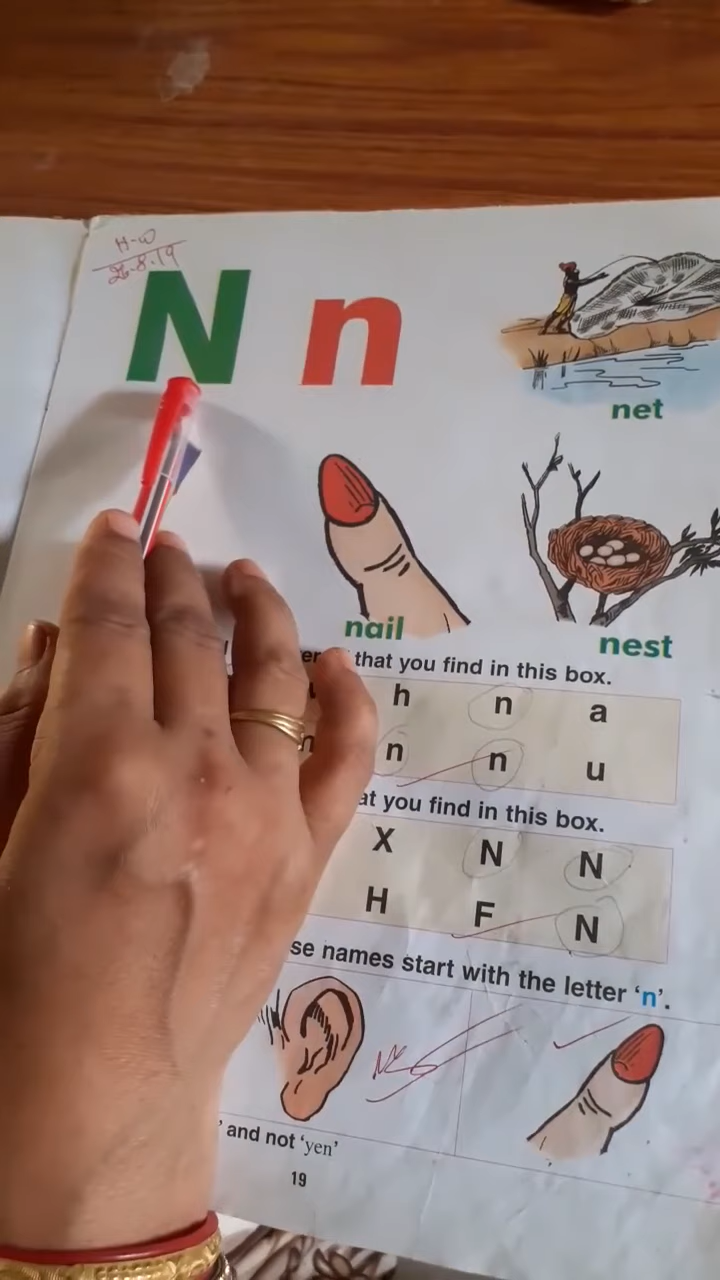 H-W
26.8.19
N n
net
nail
nest
that you find in this box.
h n a
n n u
at you find in this box.
X N N
H F N
se names start with the letter ‘n’.
’ and not ‘yen’
19